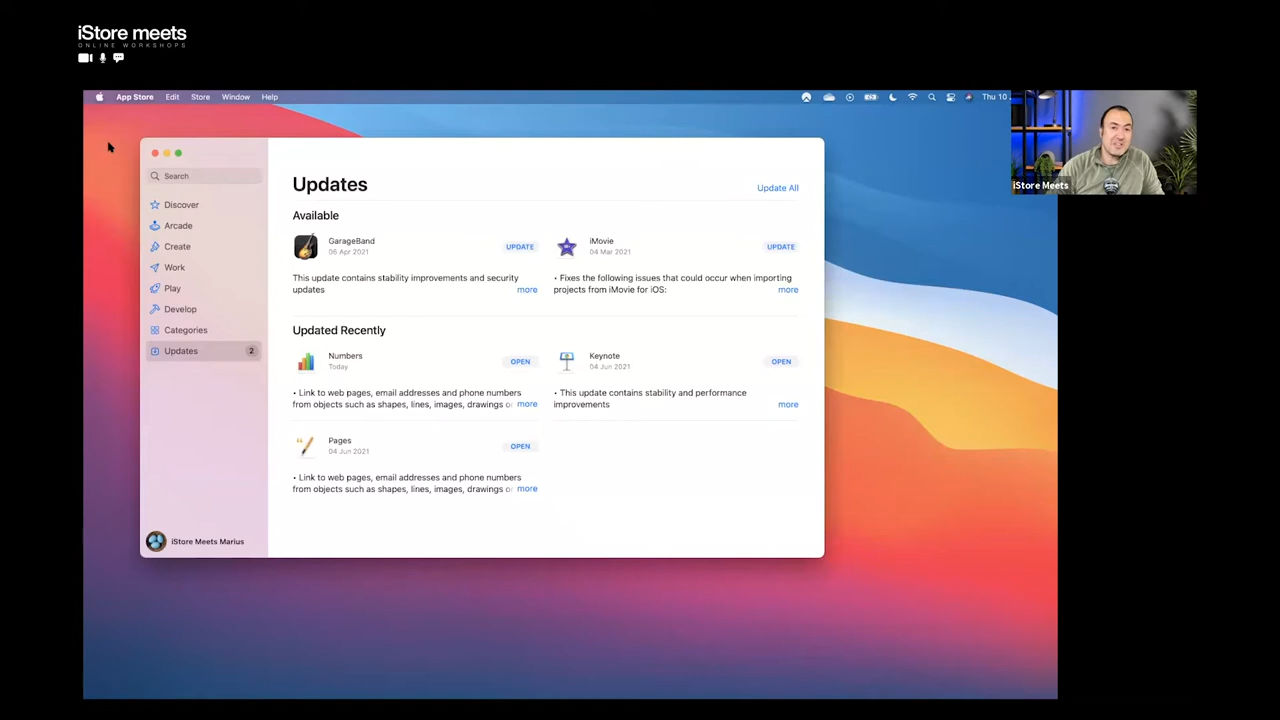 iStore meets
ONLINE WORKSHOPS
App Store Edit Store Window Help
Thu 10
iStore Meets
Search
Discover
Arcade
Create
Work
Play
Develop
Categories
Updates 2
iStore Meets Marius
Updates
Update All
Available
GarageBand
06 Apr 2021
UPDATE
This update contains stability improvements and security
updates
more
iMovie
04 Mar 2021
UPDATE
• Fixes the following issues that could occur when importing
projects from iMovie for iOS:
more
Updated Recently
Numbers
Today
OPEN
• Link to web pages, email addresses and phone numbers
from objects such as shapes, lines, images, drawings o more
Keynote
04 Jun 2021
OPEN
• This update contains stability and performance
improvements
more
Pages
04 Jun 2021
OPEN
• Link to web pages, email addresses and phone numbers
from objects such as shapes, lines, images, drawings o more